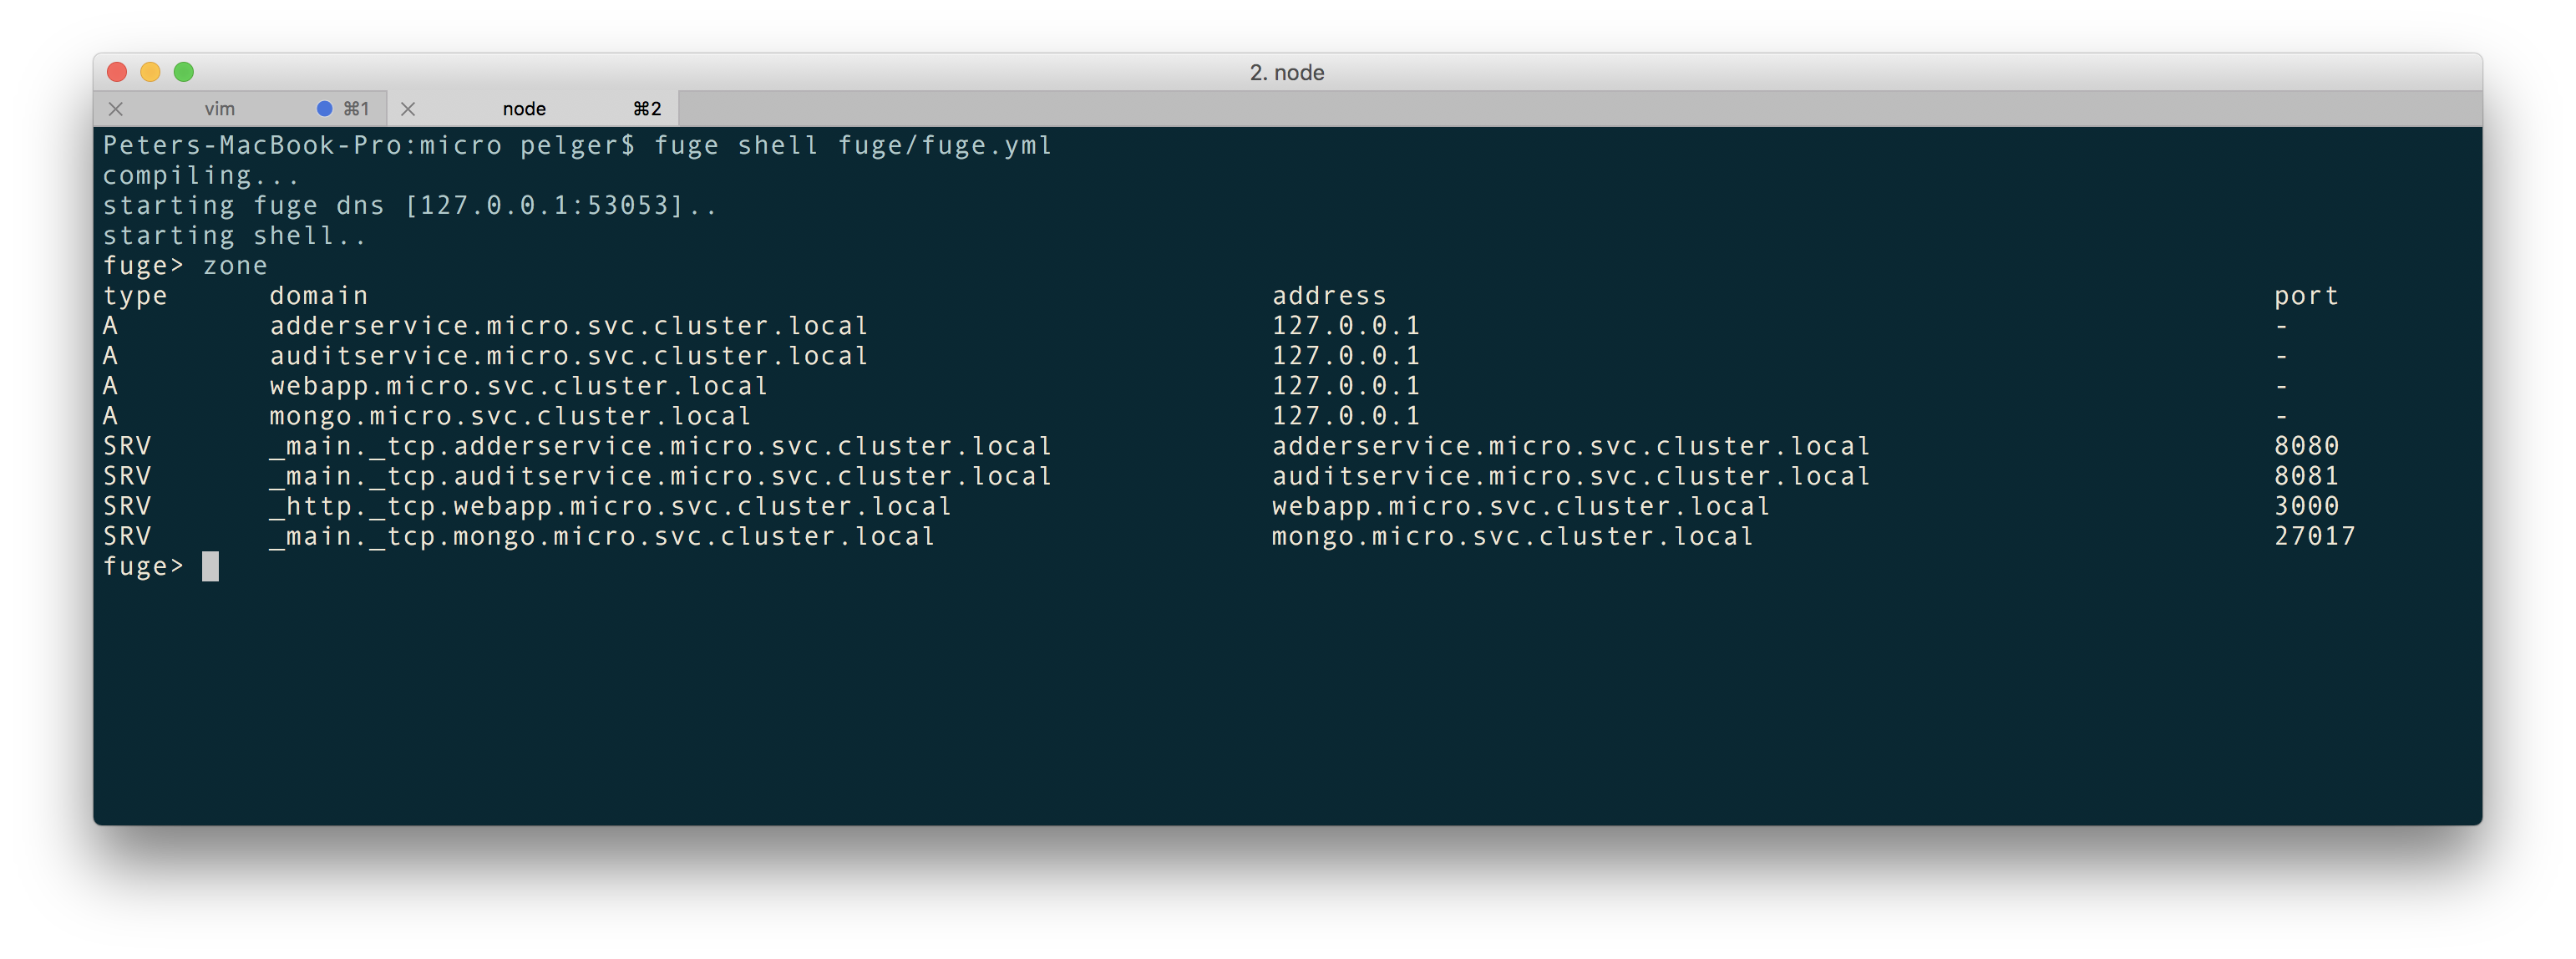 2. node
vim ⌘1 node ⌘2
Peters-MacBook-Pro:micro pelger$ fuge shell fuge/fuge.yml
compiling...
starting fuge dns [127.0.0.1:53053]..
starting shell..
fuge> zone
type domain address port
A adderservice.micro.svc.cluster.local 127.0.0.1 -
A auditservice.micro.svc.cluster.local 127.0.0.1 -
A webapp.micro.svc.cluster.local 127.0.0.1 -
A mongo.micro.svc.cluster.local 127.0.0.1 -
SRV _main._tcp.adderservice.micro.svc.cluster.local adderservice.micro.svc.cluster.local 8080
SRV _main._tcp.auditservice.micro.svc.cluster.local auditservice.micro.svc.cluster.local 8081
SRV _http._tcp.webapp.micro.svc.cluster.local webapp.micro.svc.cluster.local 3000
SRV _main._tcp.mongo.micro.svc.cluster.local mongo.micro.svc.cluster.local 27017
fuge>